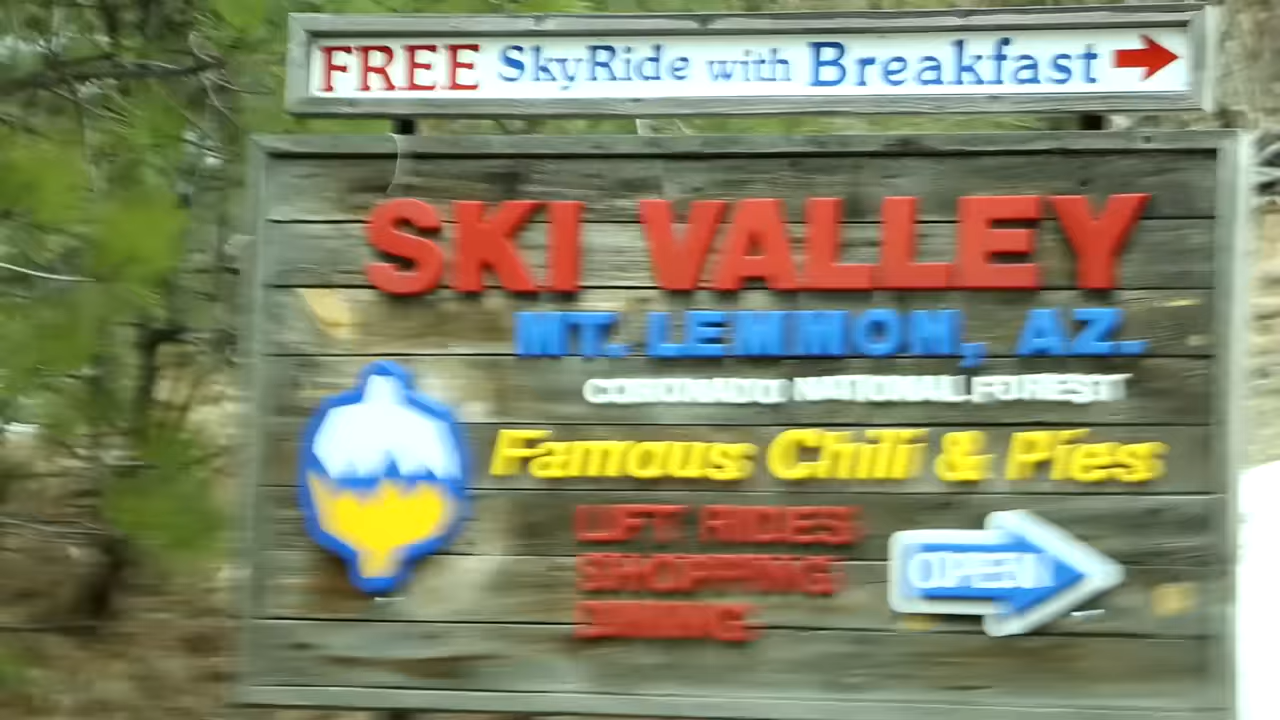 FREE SkyRide with Breakfast
SKI VALLEY
MT. LEMMON, AZ.
CORONADO NATIONAL FOREST
Famous Chili & Pies
LIFT RIDES
SHOPPING
DINING
OPEN